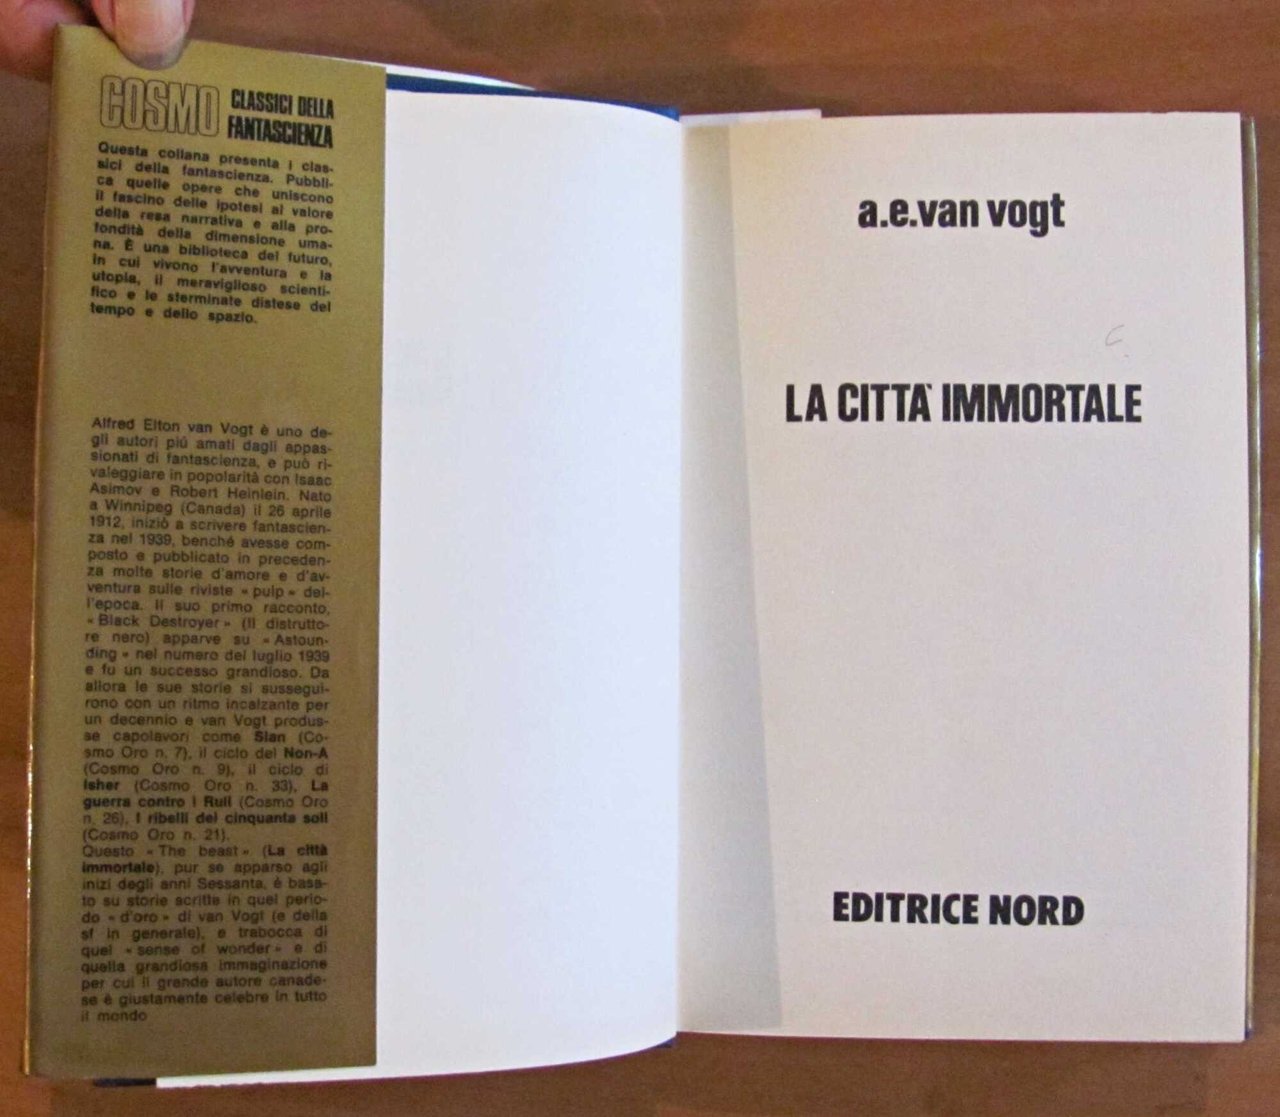 COSMO CLASSICI DELLA
FANTASCIENZA
Questa collana presenta i clas-
sici della fantascienza. Pubbli-
ca quelle opere che uniscono
il fascino delle ipotesi al valore
della resa narrativa e alla pro-
fondità della dimensione uma-
na. È una biblioteca del futuro,
in cui vivono l'avventura e la
utopia, il meraviglioso scienti-
fico e le sterminate distese del
tempo e dello spazio.
Alfred Elton van Vogt è uno de-
gli autori piú amati dagli appas-
sionati di fantascienza, e può ri-
valeggiare in popolarità con Isaac
Asimov e Robert Heinlein. Nato
a Winnipeg (Canada) il 26 aprile
1912, iniziò a scrivere fantascien-
za nel 1939, benché avesse com-
posto e pubblicato in preceden-
za molte storie d'amore e d'av-
ventura sulle riviste « pulp » del-
l'epoca. Il suo primo racconto,
« Black Destroyer » (Il distrutto-
re nero) apparve su « Astoun-
ding » nel numero del luglio 1939
e fu un successo grandioso. Da
allora le sue storie si sussegui-
rono con un ritmo incalzante per
un decennio e van Vogt produs-
se capolavori come Slan (Co-
smo Oro n. 7), il ciclo del Non-A
(Cosmo Oro n. 9), il ciclo di
Isher (Cosmo Oro n. 33), La
guerra contro i Rull (Cosmo Oro
n. 26), I ribelli dei cinquanta soli
(Cosmo Oro n. 21).
Questo « The beast » (La città
immortale), pur se apparso agli
inizi degli anni Sessanta, è basa-
to su storie scritte in quel perio-
do « d'oro » di van Vogt (e della
sf in generale), e trabocca di
quel « sense of wonder » e di
quella grandiosa immaginazione
per cui il grande autore canade-
se è giustamente celebre in tutto
il mondo
a.e.van vogt
LA CITTA' IMMORTALE
EDITRICE NORD